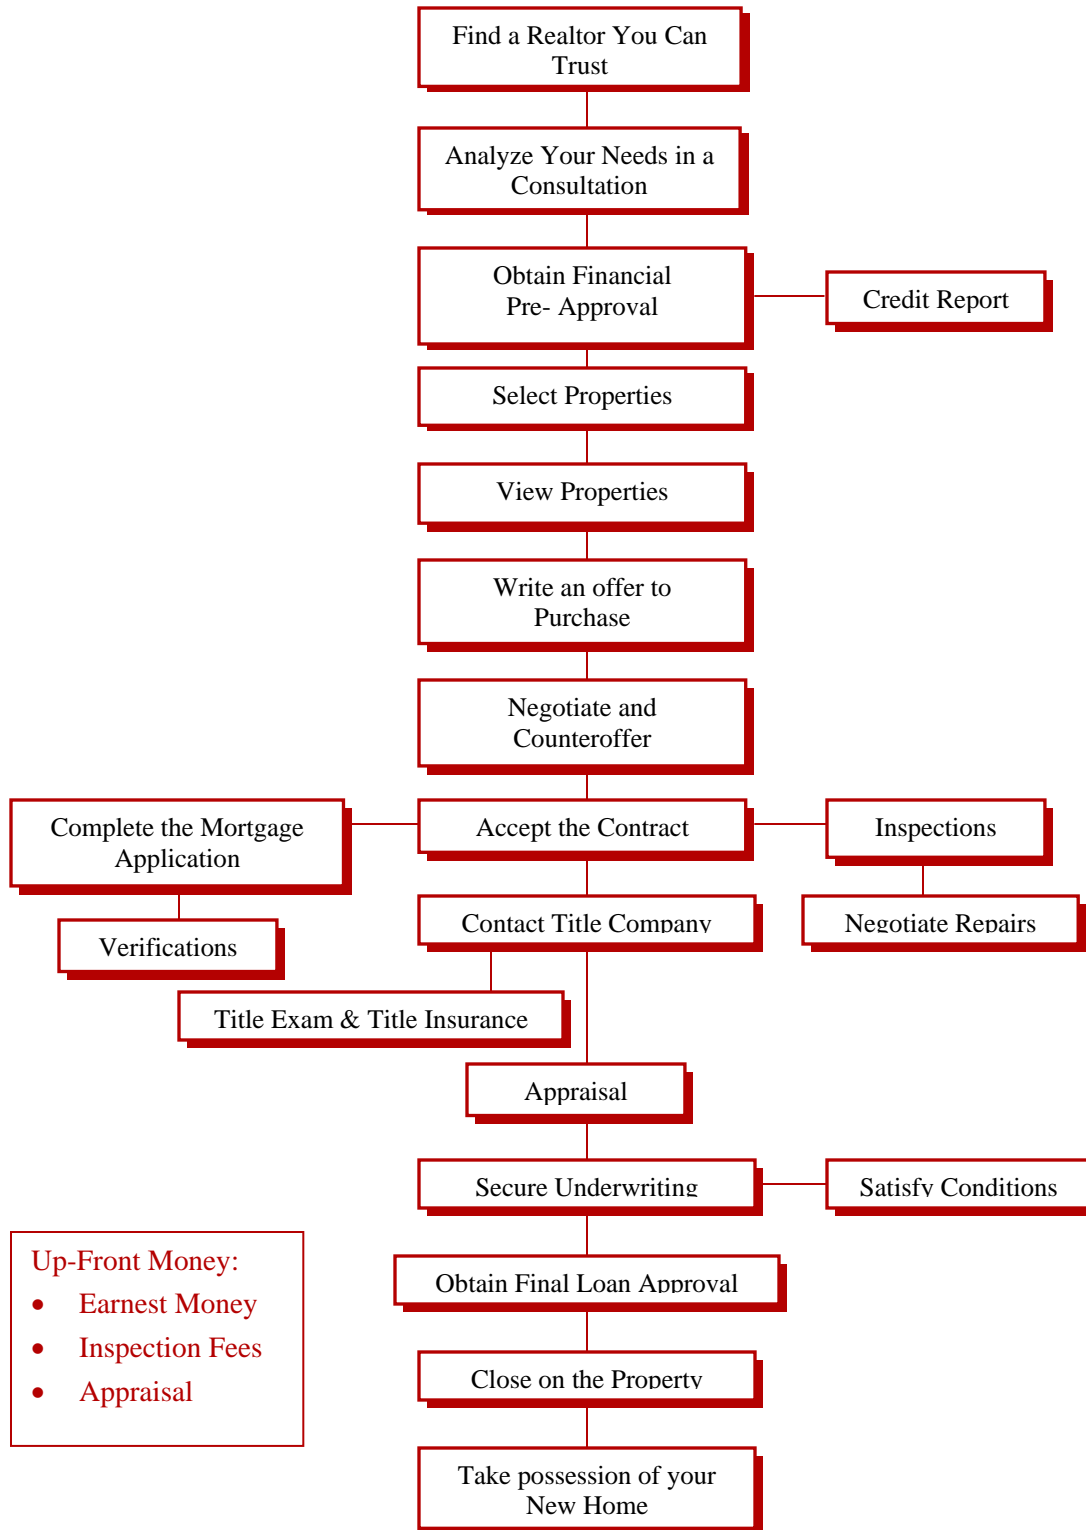 Find a Realtor You Can
Trust
Analyze Your Needs in a
Consultation
Obtain Financial
Pre- Approval
Credit Report
Select Properties
View Properties
Write an offer to
Purchase
Negotiate and
Counteroffer
Complete the Mortgage
Application
Accept the Contract
Inspections
Verifications
Contact Title Company
Negotiate Repairs
Title Exam & Title Insurance
Appraisal
Secure Underwriting
Satisfy Conditions
Up-Front Money:
• Earnest Money
• Inspection Fees
• Appraisal
Obtain Final Loan Approval
Close on the Property
Take possession of your
New Home